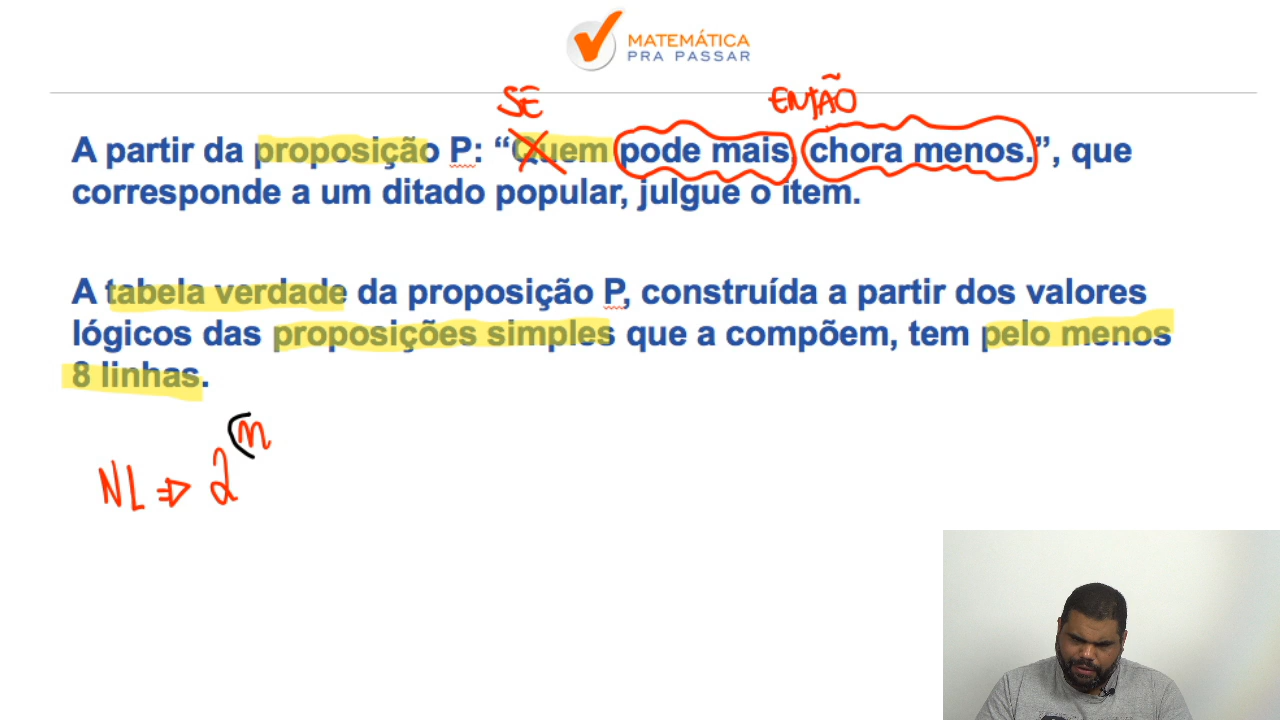 MATEMÁTICA
PRA PASSAR
SE ENTÃO
A partir da proposição P: “Quem pode mais, chora menos.”, que
corresponde a um ditado popular, julgue o item.
A tabela verdade da proposição P, construída a partir dos valores
lógicos das proposições simples que a compõem, tem pelo menos
8 linhas.
NL ⇒ 2^n